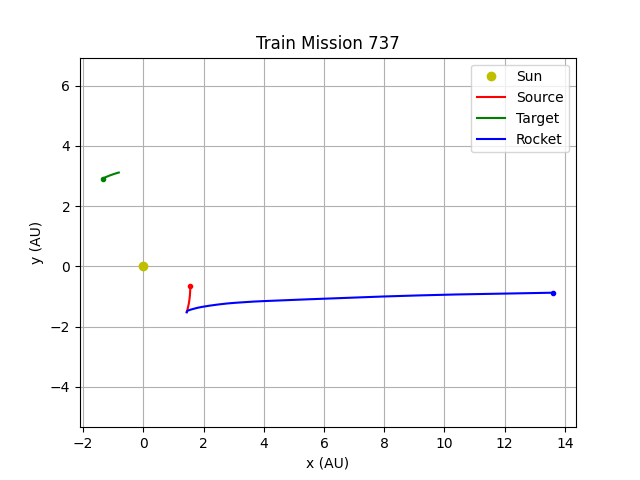 Train Mission 737
Sun
Source
Target
Rocket
6
4
2
0
−2
−4
y (AU)
−2
0
2
4
6
8
10
12
14
x (AU)